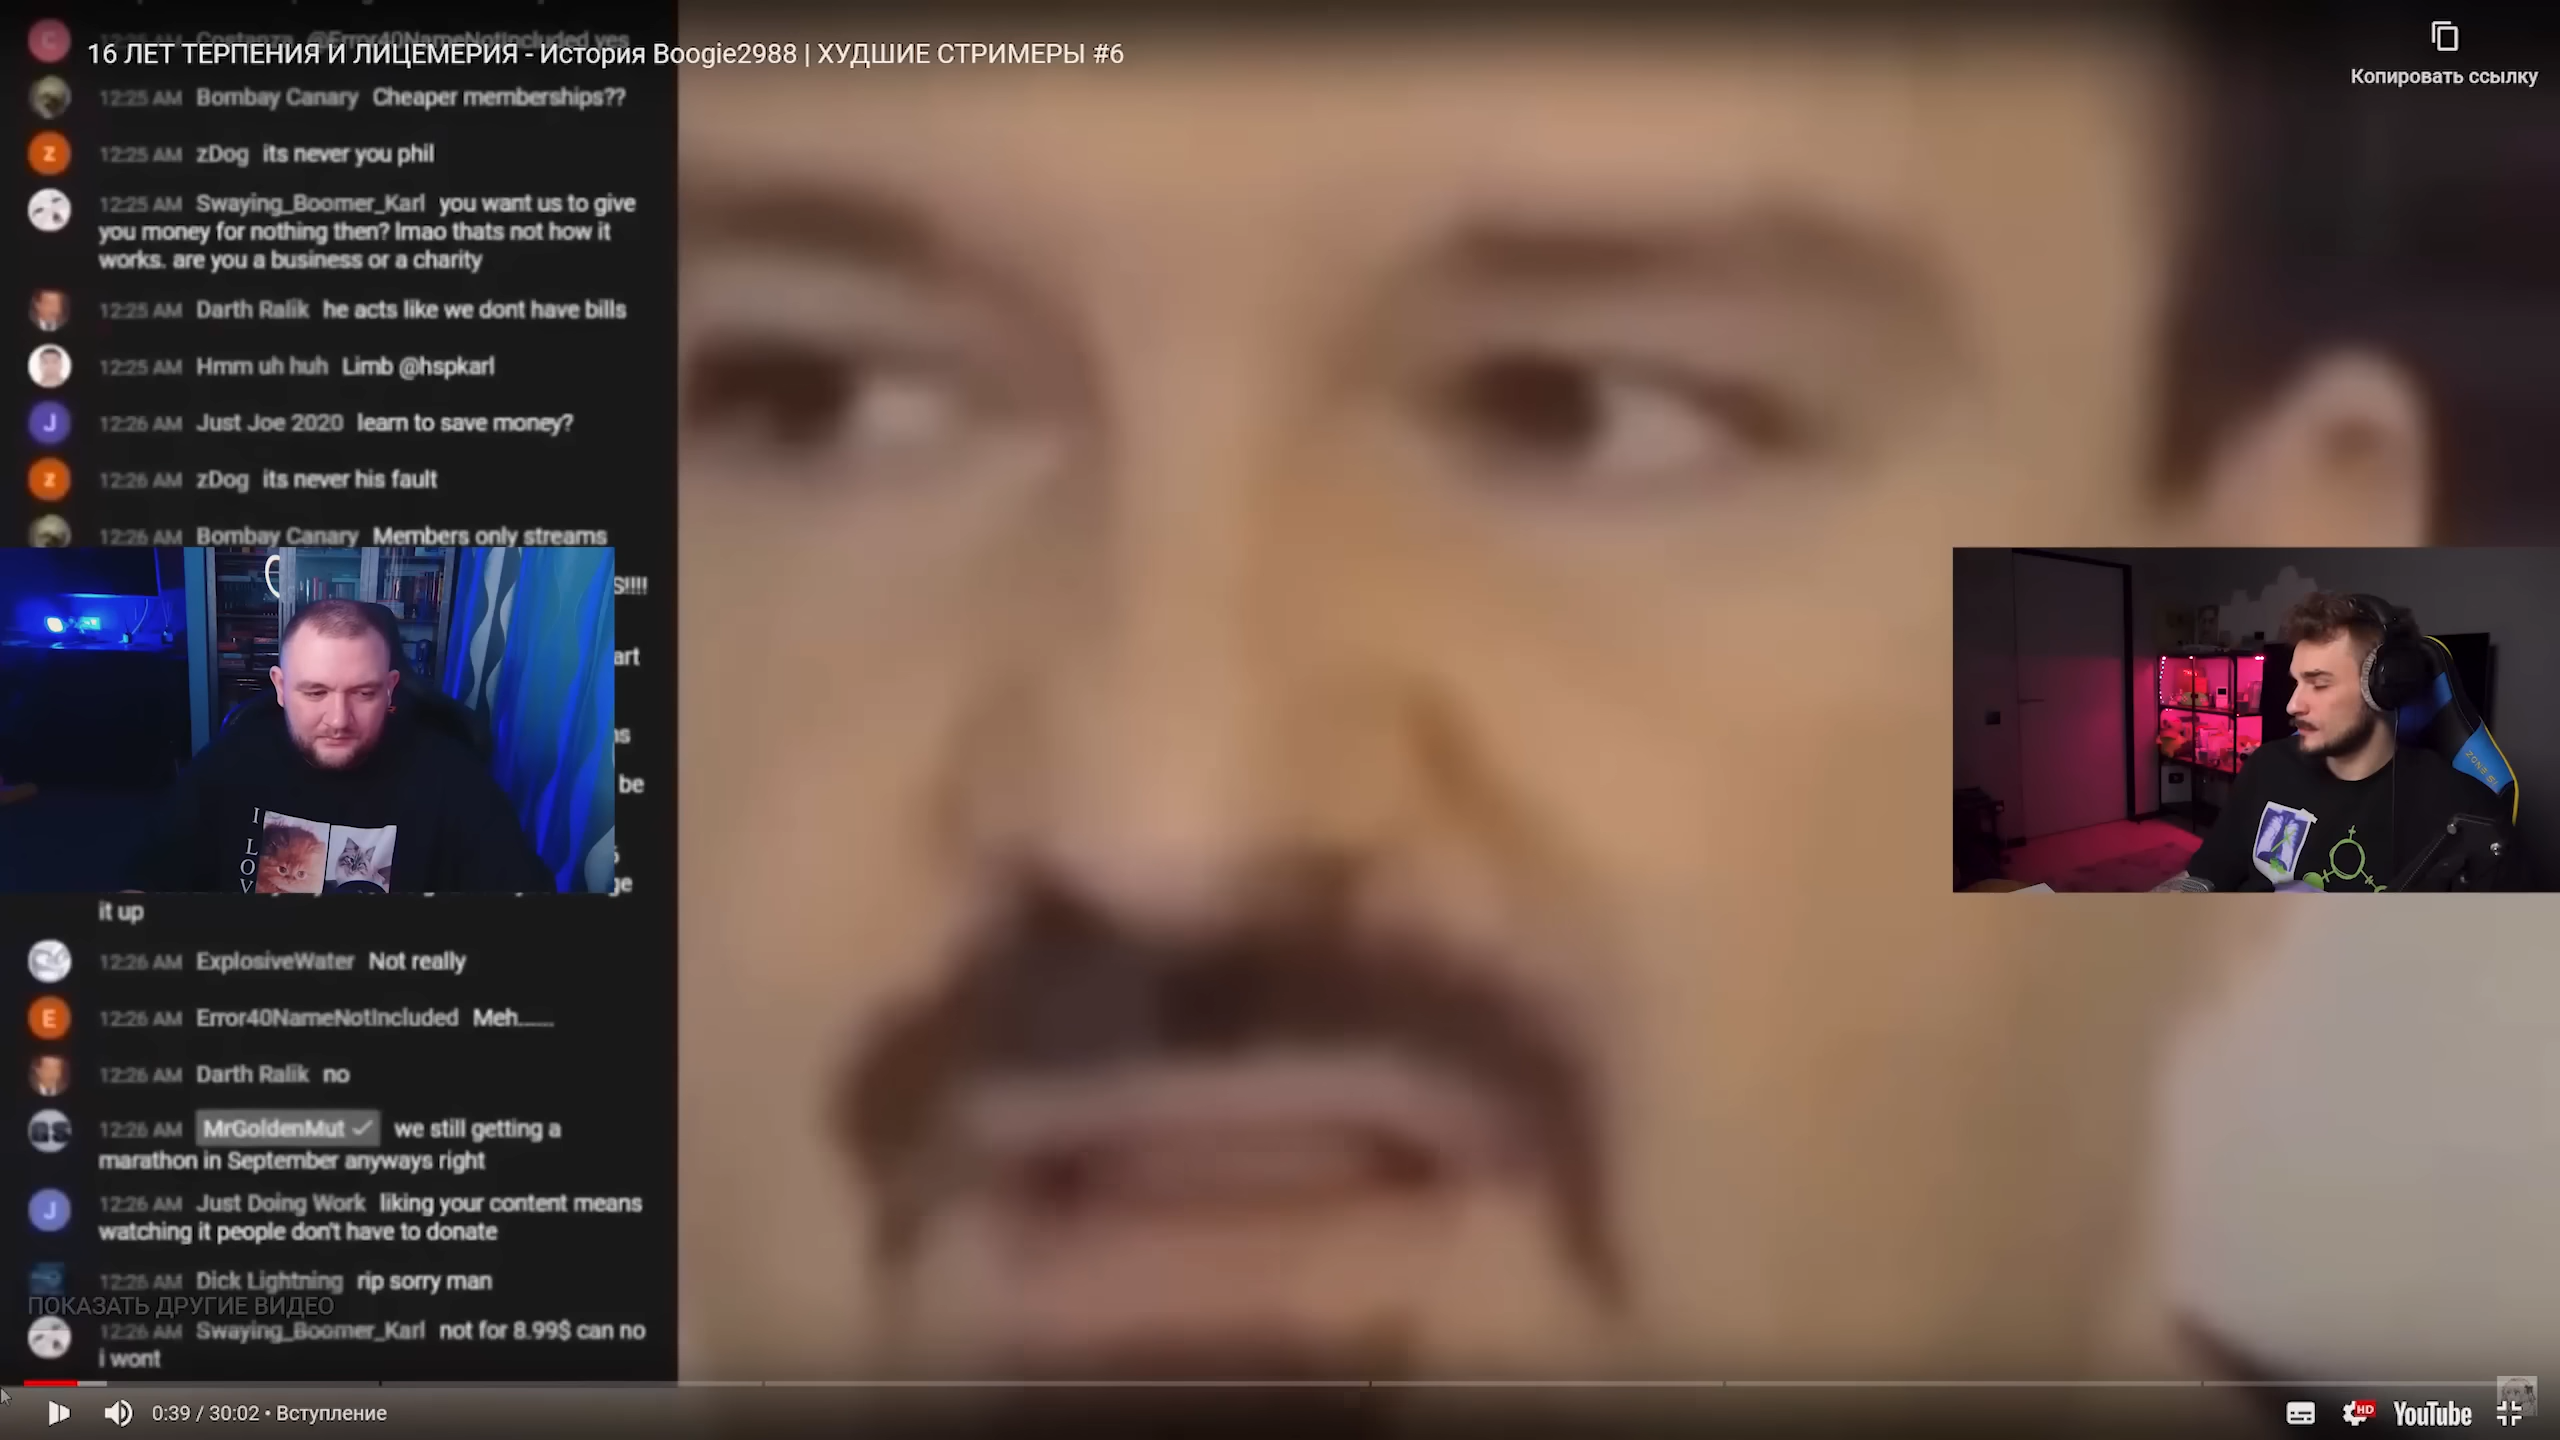 Costanza @Error40NameNotIncluded yes
16 ЛЕТ ТЕРПЕНИЯ И ЛИЦЕМЕРИЯ - История Boogie2988 | ХУДШИЕ СТРИМЕРЫ #6
Копировать ссылку
12:25 AM Bombay Canary Cheaper memberships??
12:25 AM zDog its never you phil
12:25 AM Swaying_Boomer_Karl you want us to give
you money for nothing then? lmao thats not how it
works. are you a business or a charity
12:25 AM Darth Ralik he acts like we dont have bills
12:25 AM Hmm uh huh Limb @hspkarl
12:26 AM Just Joe 2020 learn to save money?
12:26 AM zDog its never his fault
12:26 AM Bombay Canary Members only streams
S!!!!
art
be
I
LOV
ZONE 51
it up
12:26 AM ExplosiveWater Not really
12:26 AM Error40NameNotIncluded Meh......
12:26 AM Darth Ralik no
12:26 AM MrGoldenMut ✓ we still getting a
marathon in September anyways right
12:26 AM Just Doing Work liking your content means
watching it people don't have to donate
12:26 AM Dick Lightning rip sorry man
ПОКАЗАТЬ ДРУГИЕ ВИДЕО
12:26 AM Swaying_Boomer_Karl not for 8.99$ can no
i wont
0:39 / 30:02 • Вступление
HD
YouTube